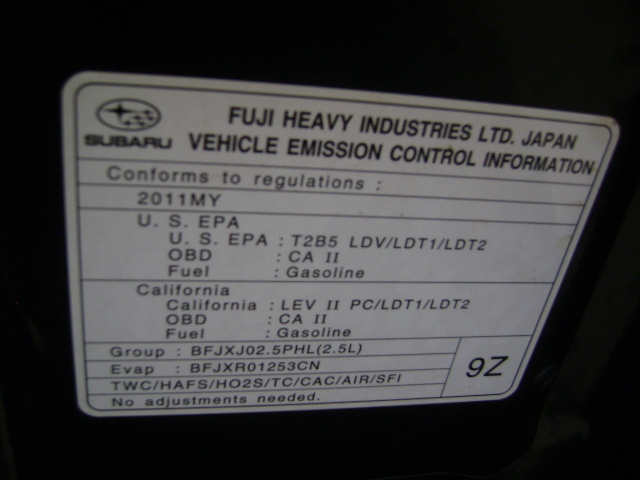 SUBARU
FUJI HEAVY INDUSTRIES LTD. JAPAN
VEHICLE EMISSION CONTROL INFORMATION
Conforms to regulations :
2011MY
U. S. EPA
U. S. EPA : T2B5 LDV/LDT1/LDT2
OBD : CA II
Fuel : Gasoline
California
California : LEV II PC/LDT1/LDT2
OBD : CA II
Fuel : Gasoline
Group : BFJXJ02.5PHL(2.5L)
Evap : BFJXR01253CN
TWC/HAFS/HO2S/TC/CAC/AIR/SFI
No adjustments needed.
9Z